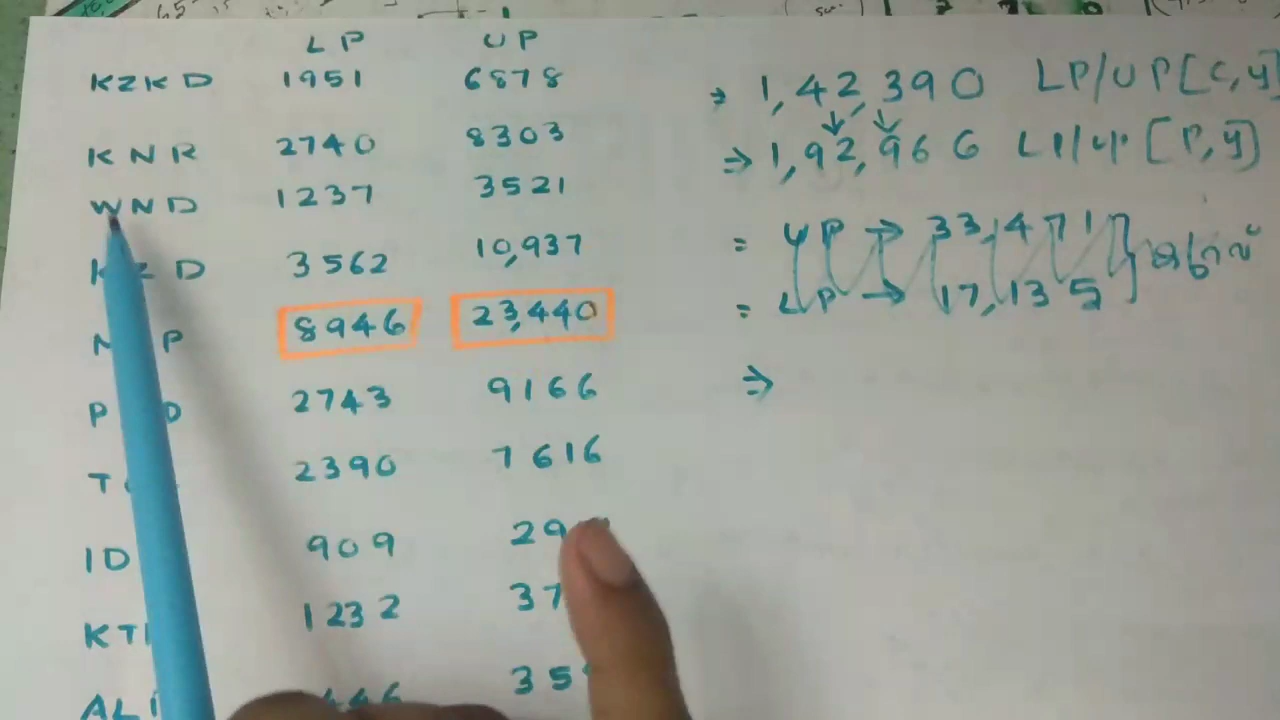 LP UP
KZKD 1951 6878
KNR 2740 8303
WND 1237 3521
D 3562 10,937
P 8946 23,440
P D 2743 9166
T 2390 7616
ID 909 29
KT 1232 37
AL 35
⇒ 1,42,390 LP/UP [C,Y]
⇒ 1,92,966 LP/UP [P,Y]
= UP → 33,471
= LP → 17,135
⇒